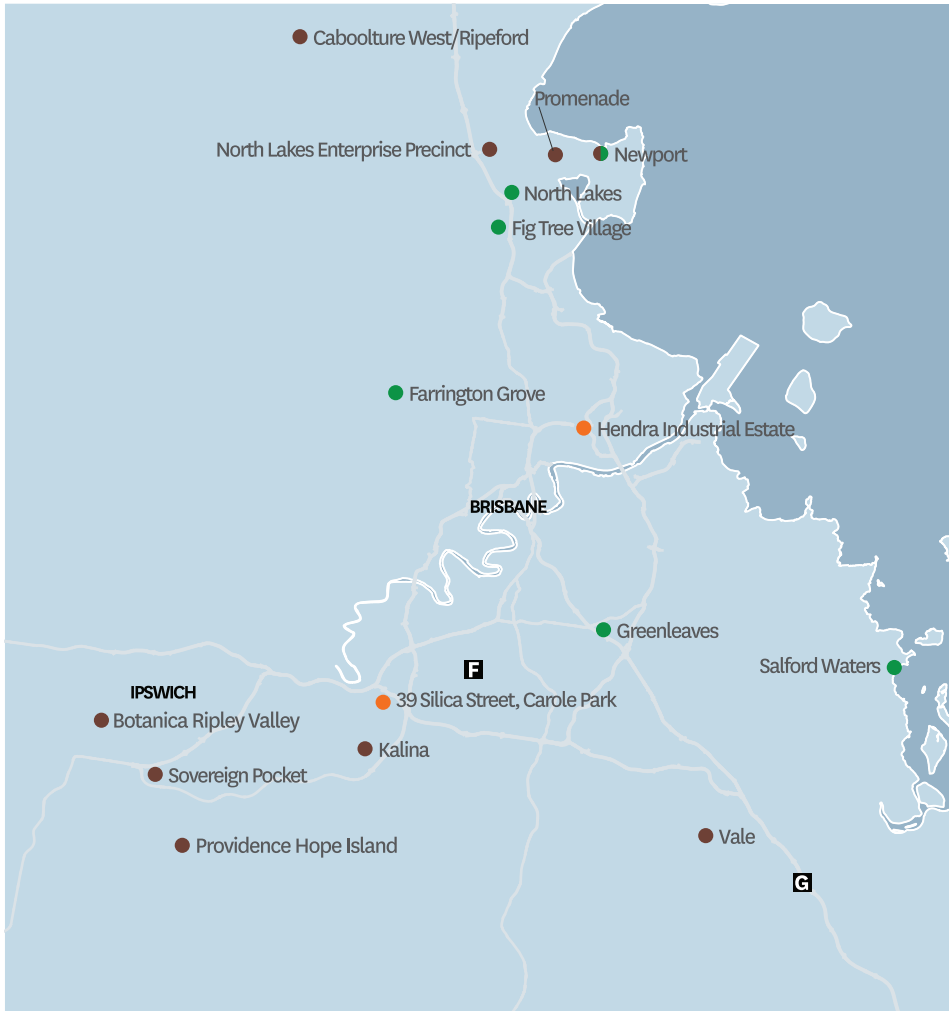 Caboolture West/Ripeford
Promenade
North Lakes Enterprise Precinct
Newport
North Lakes
Fig Tree Village
Farrington Grove
Hendra Industrial Estate
BRISBANE
Greenleaves
Salford Waters
F
IPSWICH
39 Silica Street, Carole Park
Botanica Ripley Valley
Kalina
Sovereign Pocket
Vale
Providence Hope Island
G